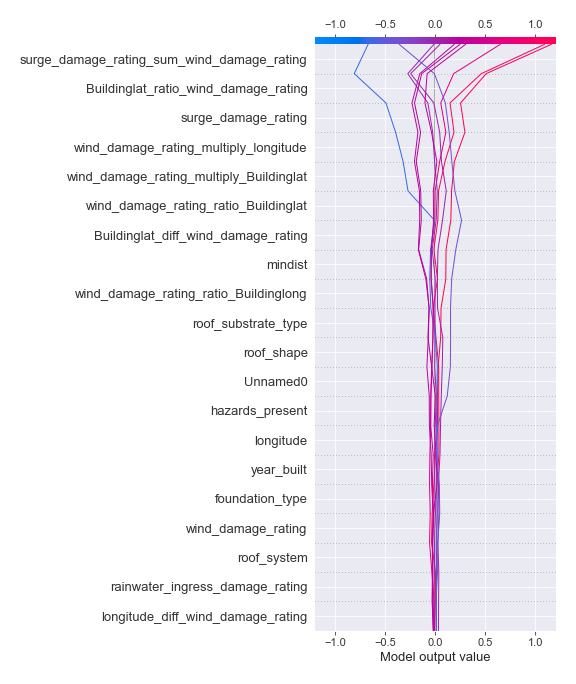 −1.0 −0.5 0.0 0.5 1.0
surge_damage_rating_sum_wind_damage_rating
Buildinglat_ratio_wind_damage_rating
surge_damage_rating
wind_damage_rating_multiply_longitude
wind_damage_rating_multiply_Buildinglat
wind_damage_rating_ratio_Buildinglat
Buildinglat_diff_wind_damage_rating
mindist
wind_damage_rating_ratio_Buildinglong
roof_substrate_type
roof_shape
Unnamed0
hazards_present
longitude
year_built
foundation_type
wind_damage_rating
roof_system
rainwater_ingress_damage_rating
longitude_diff_wind_damage_rating
−1.0 −0.5 0.0 0.5 1.0
Model output value